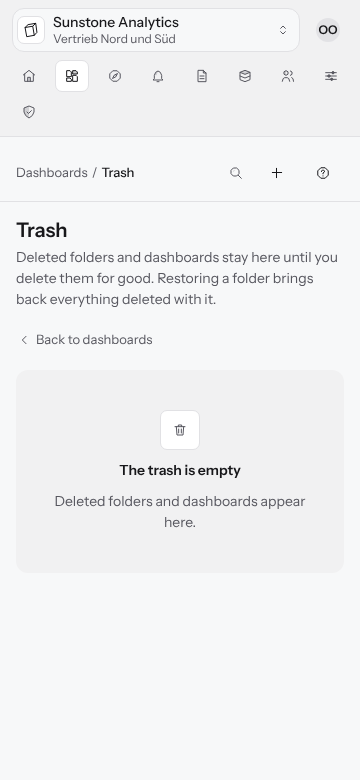 Sunstone Analytics
Vertrieb Nord und Süd
OO
Dashboards / Trash
Trash
Deleted folders and dashboards stay here until you
delete them for good. Restoring a folder brings
back everything deleted with it.
Back to dashboards
The trash is empty
Deleted folders and dashboards appear
here.